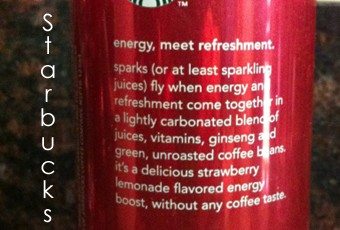 Starbucks
TM
energy, meet refreshment.
sparks (or at least sparkling
juices) fly when energy and
refreshment come together in
a lightly carbonated blend of
juices, vitamins, ginseng and
green, unroasted coffee beans.
it's a delicious strawberry
lemonade flavored energy
boost, without any coffee taste.